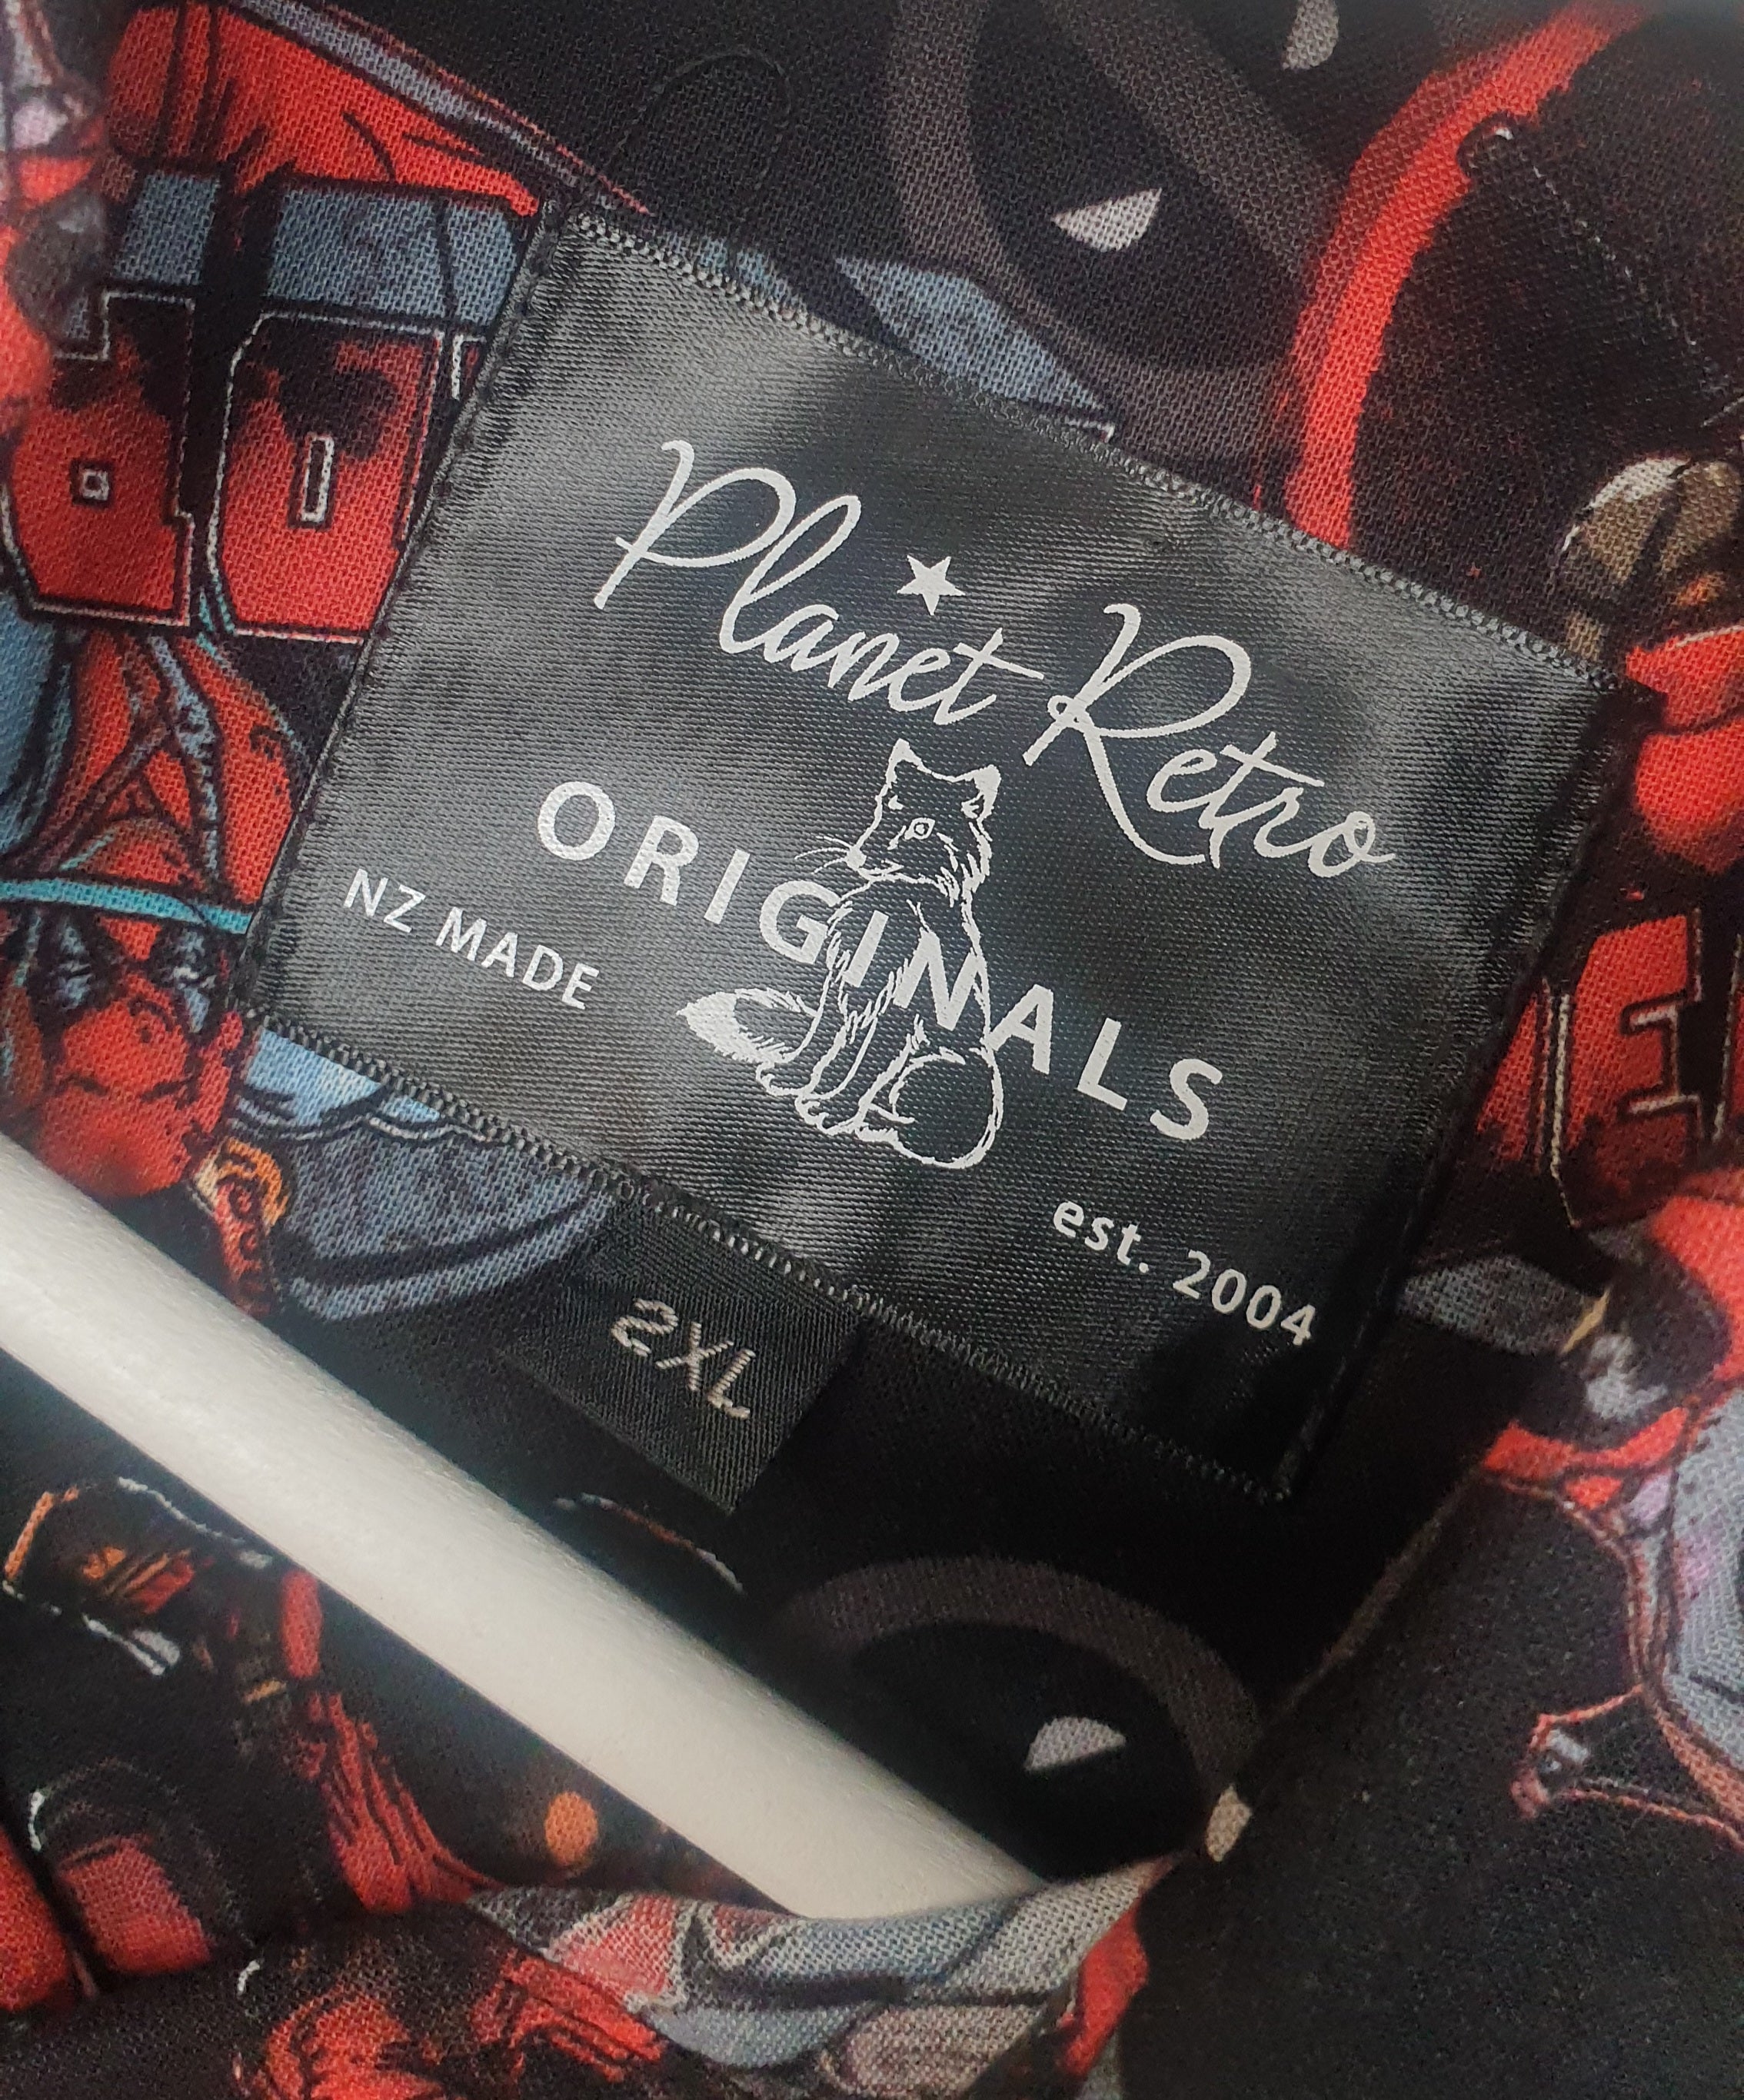 Planet Retro
ORIGINALS
NZ MADE
est. 2004
2XL